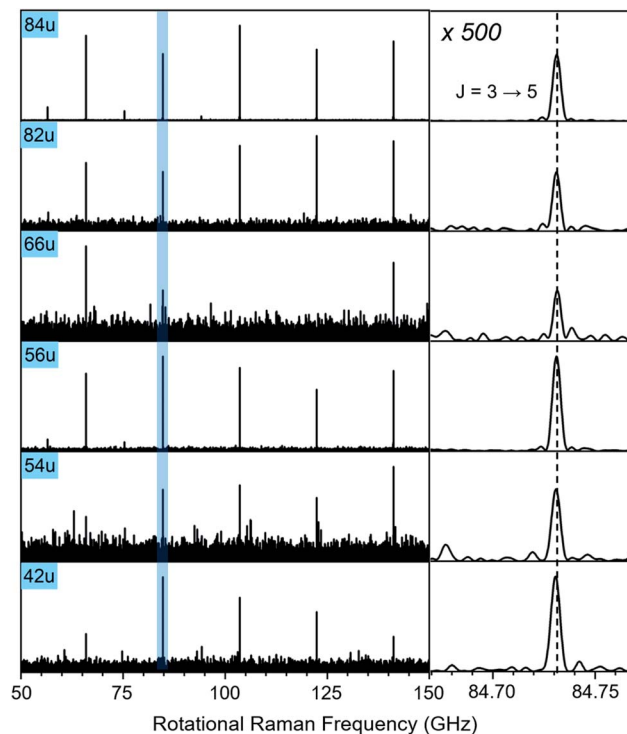 84u
x 500
J = 3 → 5
82u
66u
56u
54u
42u
50 75 100 125 150 84.70 84.75
Rotational Raman Frequency (GHz)